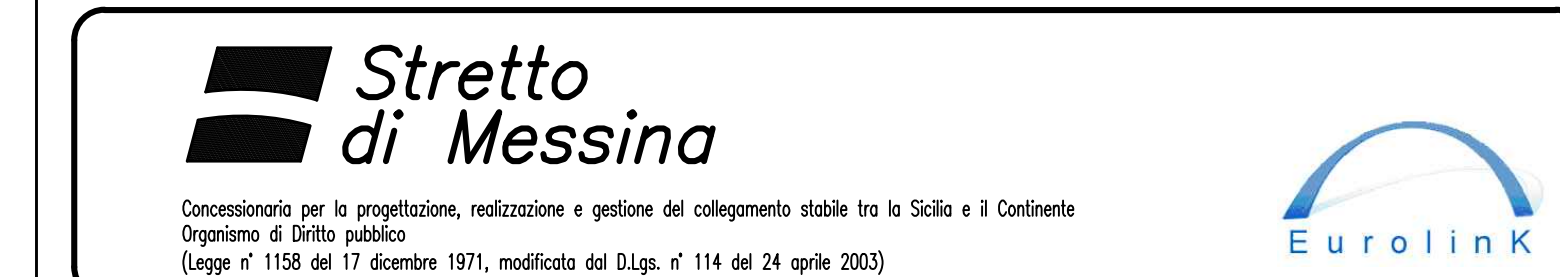 Stretto
di Messina
Concessionaria per la progettazione, realizzazione e gestione del collegamento stabile tra la Sicilia e il Continente
Organismo di Diritto pubblico
(Legge n° 1158 del 17 dicembre 1971, modificata dal D.Lgs. n° 114 del 24 aprile 2003)
EurolinK